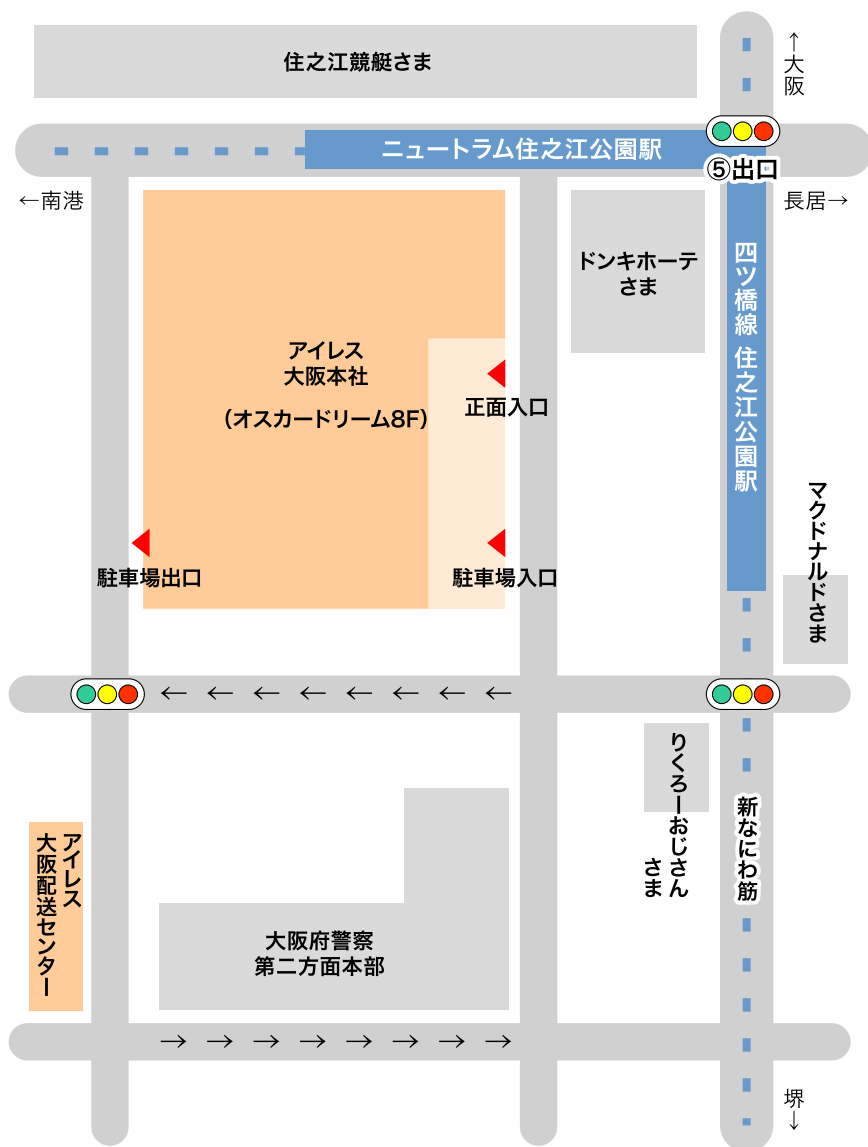 住之江競艇さま
↑大阪
ニュートラム住之江公園駅
⑤出口
←南港
長居→
ドンキホーテ
さま
四ツ橋線 住之江公園駅
アイレス
大阪本社
（オスカードリーム8F）
正面入口
マクドナルドさま
駐車場出口
駐車場入口
← ← ← ← ← ← ← ←
りくろーおじさん
さま
新なにわ筋
アイレス
大阪配送センター
大阪府警察
第二方面本部
→ → → → → → → →
堺↓